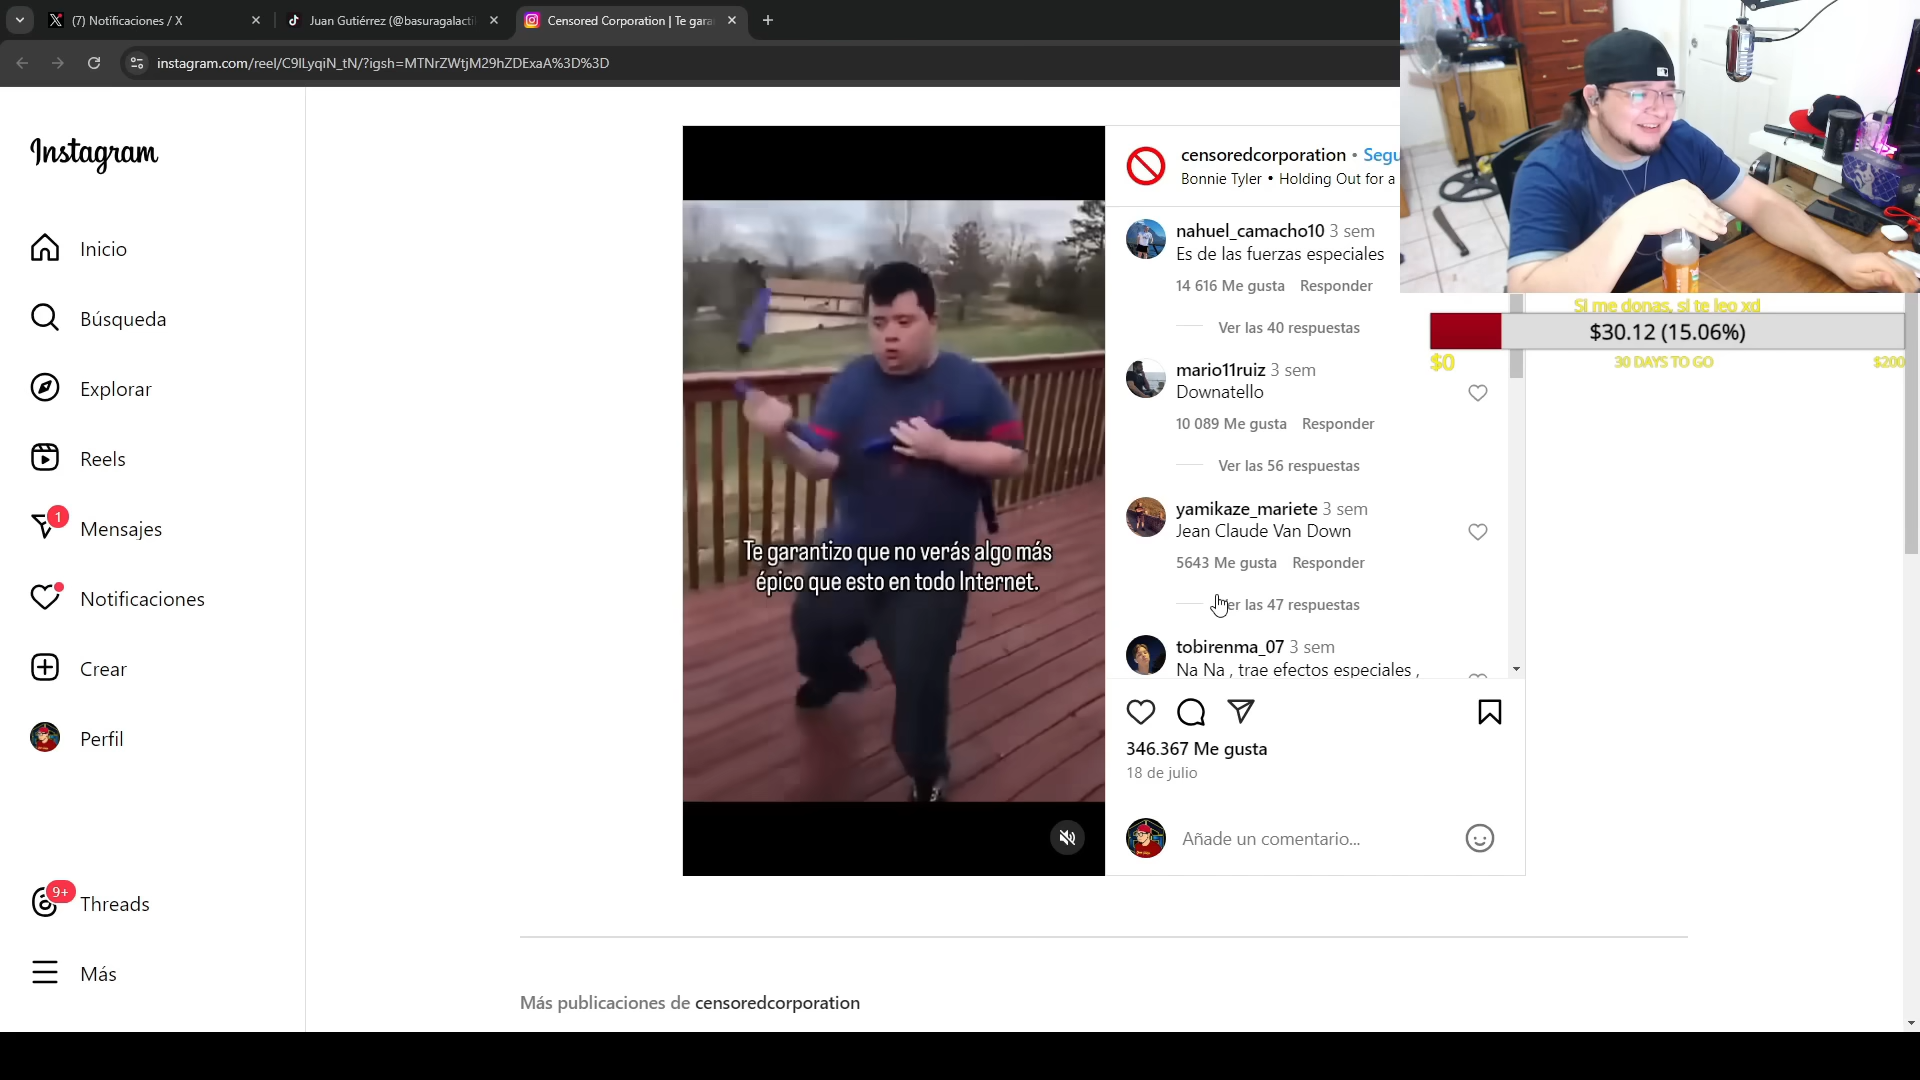 (7) Notificaciones / X
Juan Gutiérrez (@basuragalacti
Censored Corporation | Te gara
instagram.com/reel/C9lLyqiN_tN/?igsh=MTNrZWtjM29hZDExaA%3D%3D
Instagram
Inicio
Búsqueda
Explorar
Reels
1
Mensajes
Notificaciones
Crear
Perfil
9+
Threads
Más
Te garantizo que no verás algo más
épico que esto en todo Internet.
censoredcorporation • Segu
Bonnie Tyler • Holding Out for a
nahuel_camacho10 3 sem
Es de las fuerzas especiales
14 616 Me gusta Responder
Ver las 40 respuestas
mario11ruiz 3 sem
Downatello
10 089 Me gusta Responder
Ver las 56 respuestas
yamikaze_mariete 3 sem
Jean Claude Van Down
5643 Me gusta Responder
er las 47 respuestas
tobirenma_07 3 sem
Na Na , trae efectos especiales ,
346.367 Me gusta
18 de julio
Añade un comentario...
Si me donas, si te leo xd
$30.12 (15.06%)
$0 30 DAYS TO GO $200
Más publicaciones de censoredcorporation